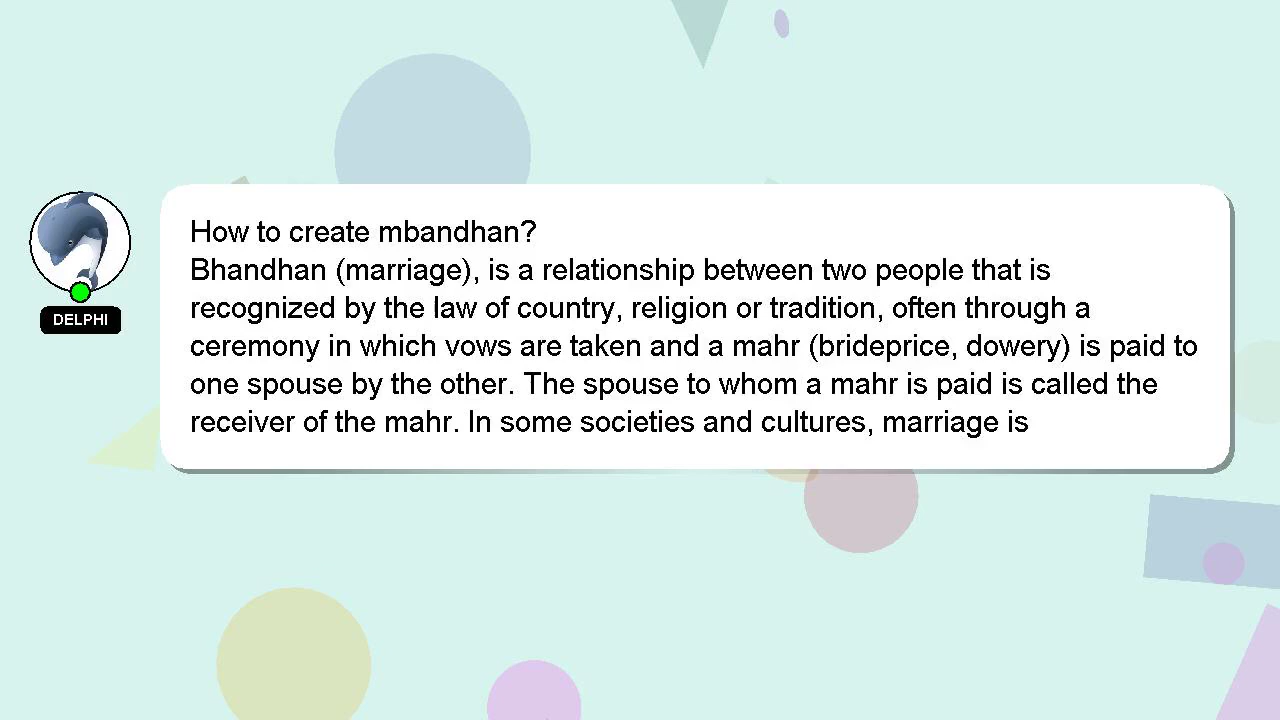 How to create mbandhan?
Bhandhan (marriage), is a relationship between two people that is
recognized by the law of country, religion or tradition, often through a
ceremony in which vows are taken and a mahr (brideprice, dowery) is paid to
one spouse by the other. The spouse to whom a mahr is paid is called the
receiver of the mahr. In some societies and cultures, marriage is
DELPHI